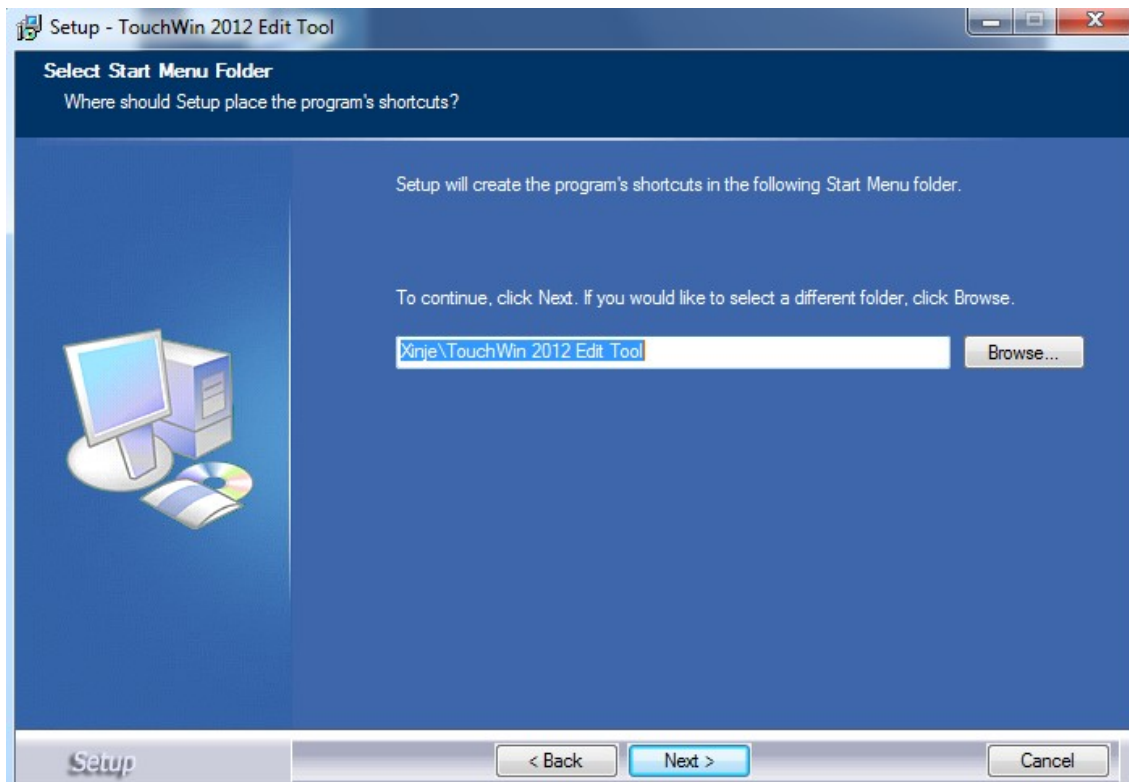 Setup - TouchWin 2012 Edit Tool
Select Start Menu Folder
Where should Setup place the program's shortcuts?
Setup will create the program's shortcuts in the following Start Menu folder.
To continue, click Next. If you would like to select a different folder, click Browse.
Xinje\TouchWin 2012 Edit Tool
Browse...
Setup
< Back
Next >
Cancel